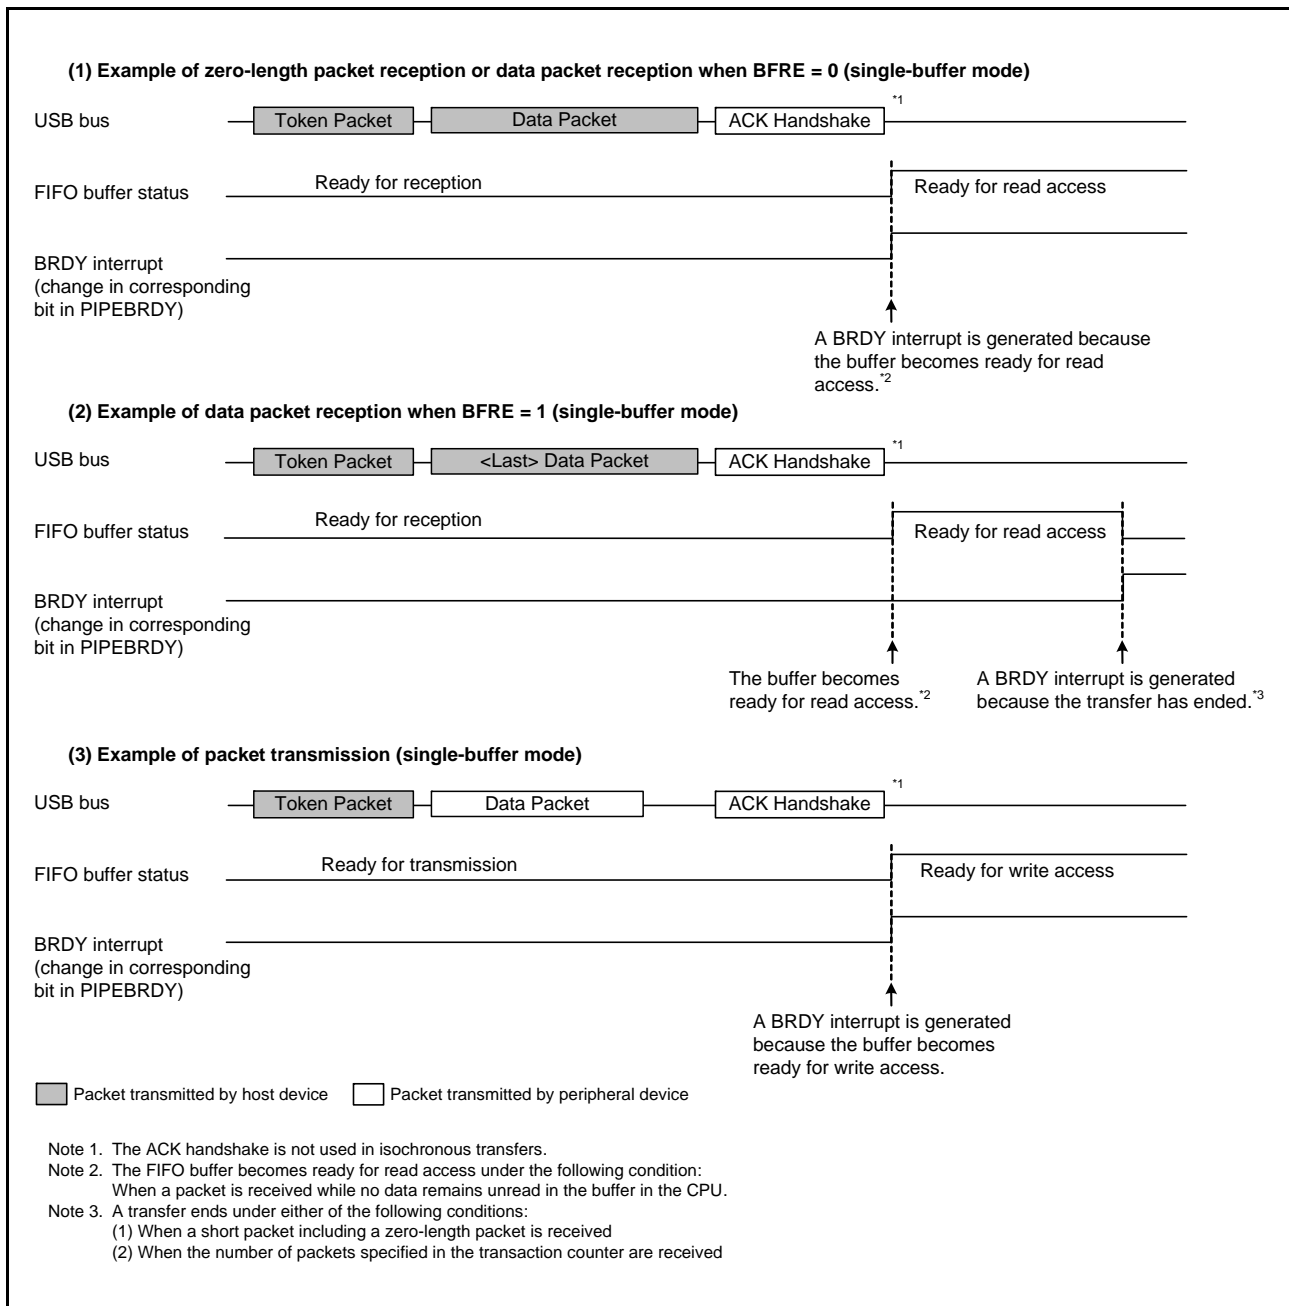 (1) Example of zero-length packet reception or data packet reception when BFRE = 0 (single-buffer mode)
USB bus
Token Packet
Data Packet
ACK Handshake
*1
FIFO buffer status
Ready for reception
Ready for read access
BRDY interrupt
(change in corresponding
bit in PIPEBRDY)
A BRDY interrupt is generated because
the buffer becomes ready for read
access.*2
(2) Example of data packet reception when BFRE = 1 (single-buffer mode)
USB bus
Token Packet
<Last> Data Packet
ACK Handshake
*1
FIFO buffer status
Ready for reception
Ready for read access
BRDY interrupt
(change in corresponding
bit in PIPEBRDY)
The buffer becomes
ready for read access.*2
A BRDY interrupt is generated
because the transfer has ended.*3
(3) Example of packet transmission (single-buffer mode)
USB bus
Token Packet
Data Packet
ACK Handshake
*1
FIFO buffer status
Ready for transmission
Ready for write access
BRDY interrupt
(change in corresponding
bit in PIPEBRDY)
A BRDY interrupt is generated
because the buffer becomes
ready for write access.
Packet transmitted by host device
Packet transmitted by peripheral device
Note 1. The ACK handshake is not used in isochronous transfers.
Note 2. The FIFO buffer becomes ready for read access under the following condition:
When a packet is received while no data remains unread in the buffer in the CPU.
Note 3. A transfer ends under either of the following conditions:
(1) When a short packet including a zero-length packet is received
(2) When the number of packets specified in the transaction counter are received